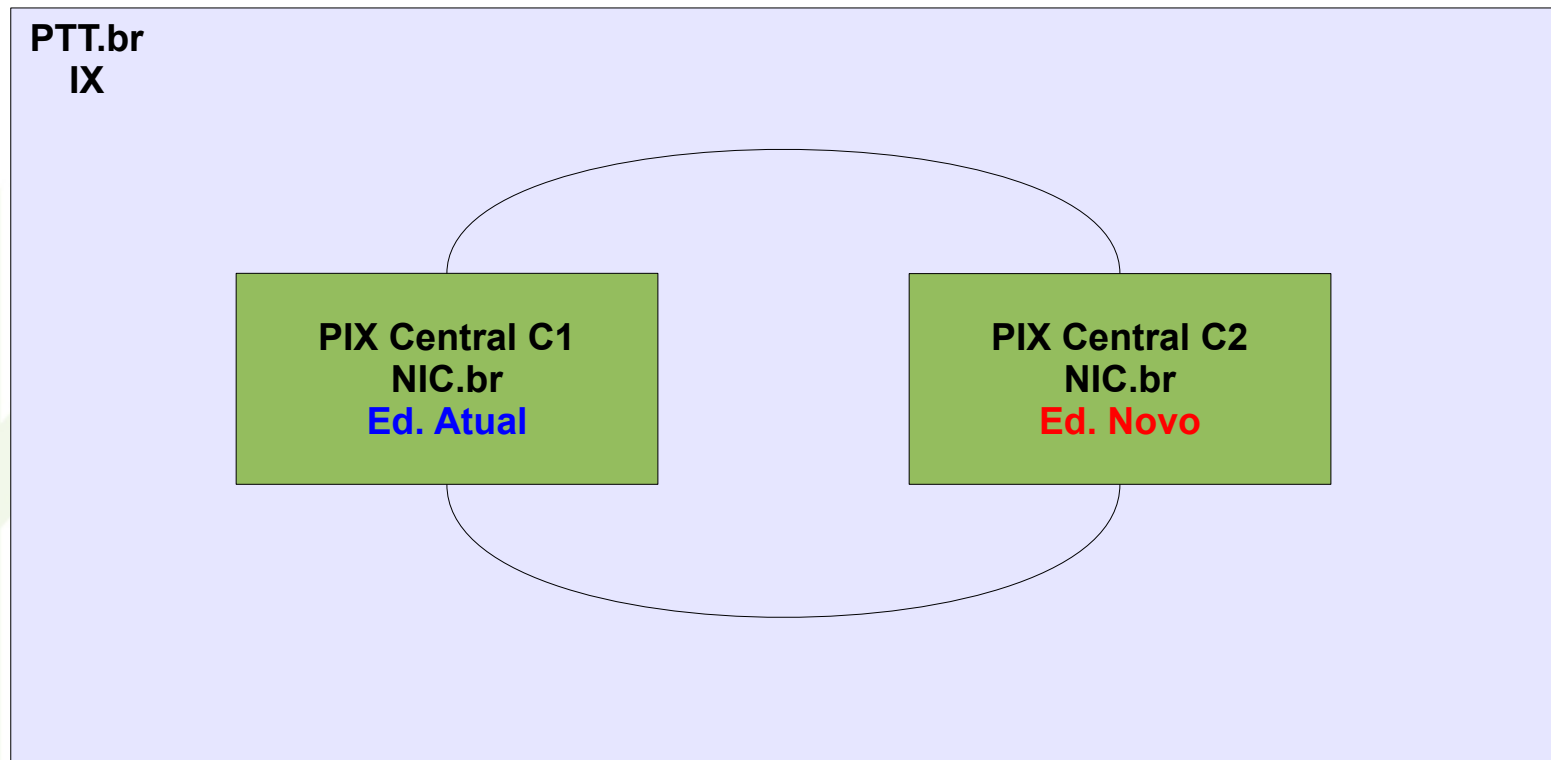 PTT.br
IX
PIX Central C1
NIC.br
Ed. Atual
PIX Central C2
NIC.br
Ed. Novo